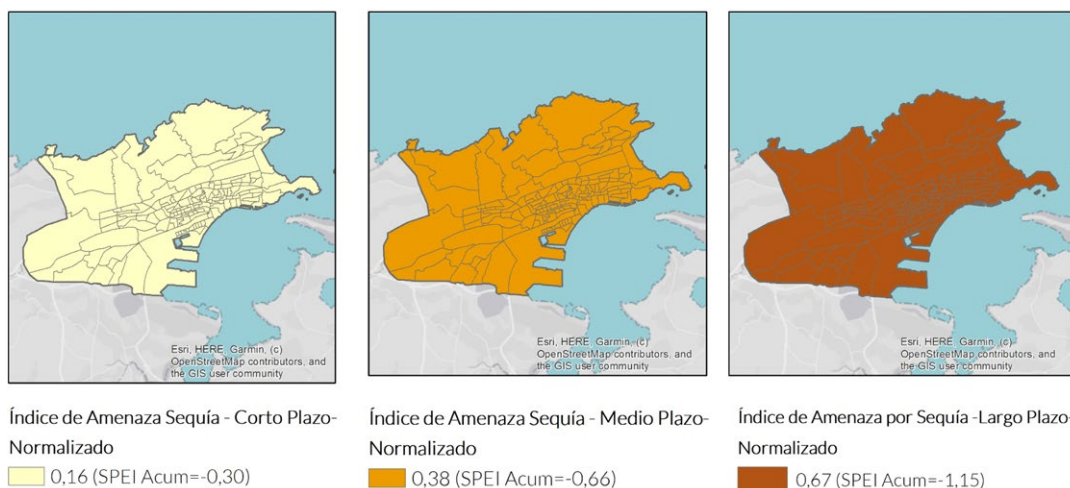 Esri, HERE, Garmin, (c)
OpenStreetMap contributors, and
the GIS user community
Índice de Amenaza Sequía - Corto Plazo-
Normalizado
0,16 (SPEI Acum=-0,30)
Esri, HERE, Garmin, (c)
OpenStreetMap contributors, and
the GIS user community
Índice de Amenaza Sequía - Medio Plazo-
Normalizado
0,38 (SPEI Acum=-0,66)
Esri, HERE, Garmin, (c)
OpenStreetMap contributors, and
the GIS user community
Índice de Amenaza por Sequía -Largo Plazo-
Normalizado
0,67 (SPEI Acum=-1,15)